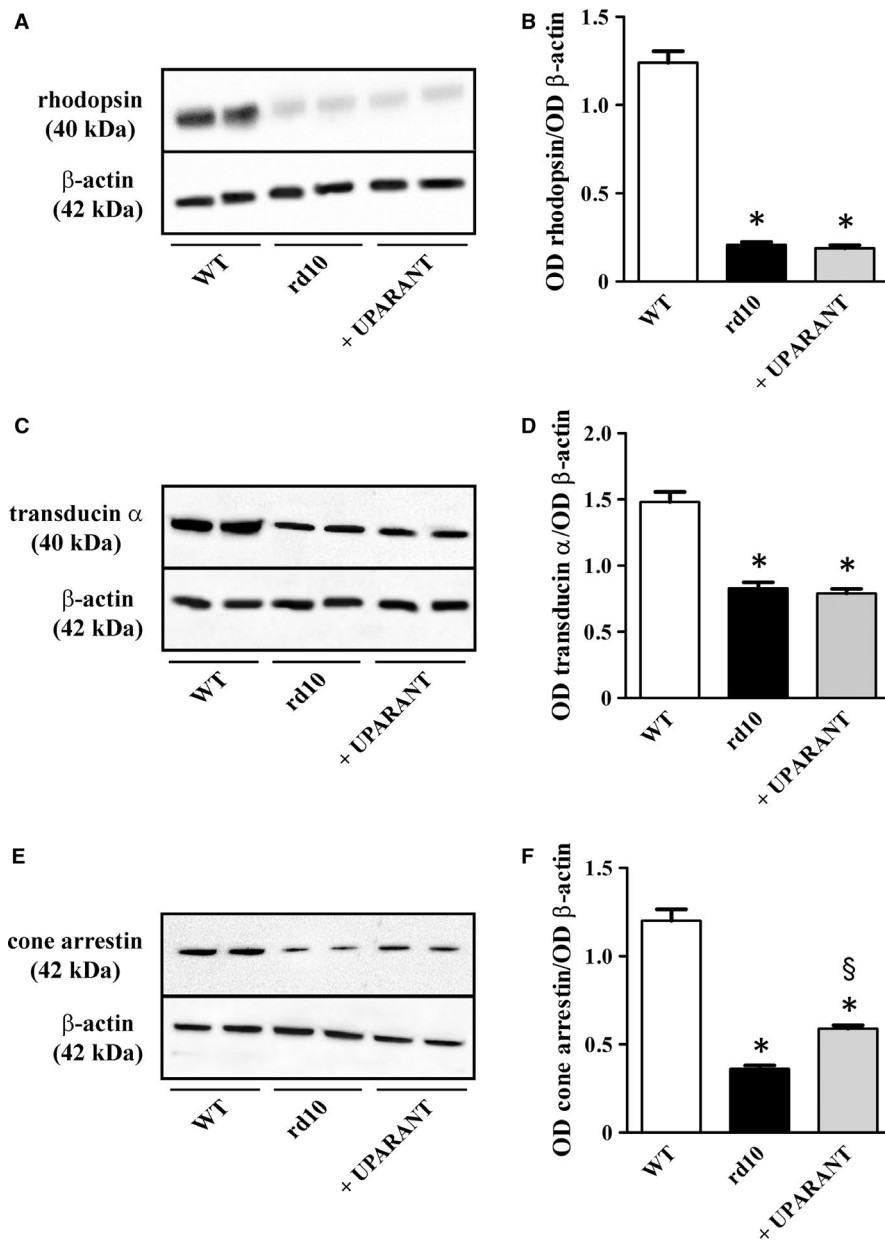 A
rhodopsin
(40 kDa)
β-actin
(42 kDa)
WT
rd10
+ UPARANT
B
OD rhodopsin/OD β-actin
1.5
1.0
0.5
0
*
*
WT
rd10
+ UPARANT
C
transducin α
(40 kDa)
β-actin
(42 kDa)
WT
rd10
+ UPARANT
D
OD transducin α/OD β-actin
2.0
1.5
1.0
0.5
0
*
*
WT
rd10
+ UPARANT
E
cone arrestin
(42 kDa)
β-actin
(42 kDa)
WT
rd10
+ UPARANT
F
OD cone arrestin/OD β-actin
1.5
1.0
0.5
0
*
§
*
WT
rd10
+ UPARANT